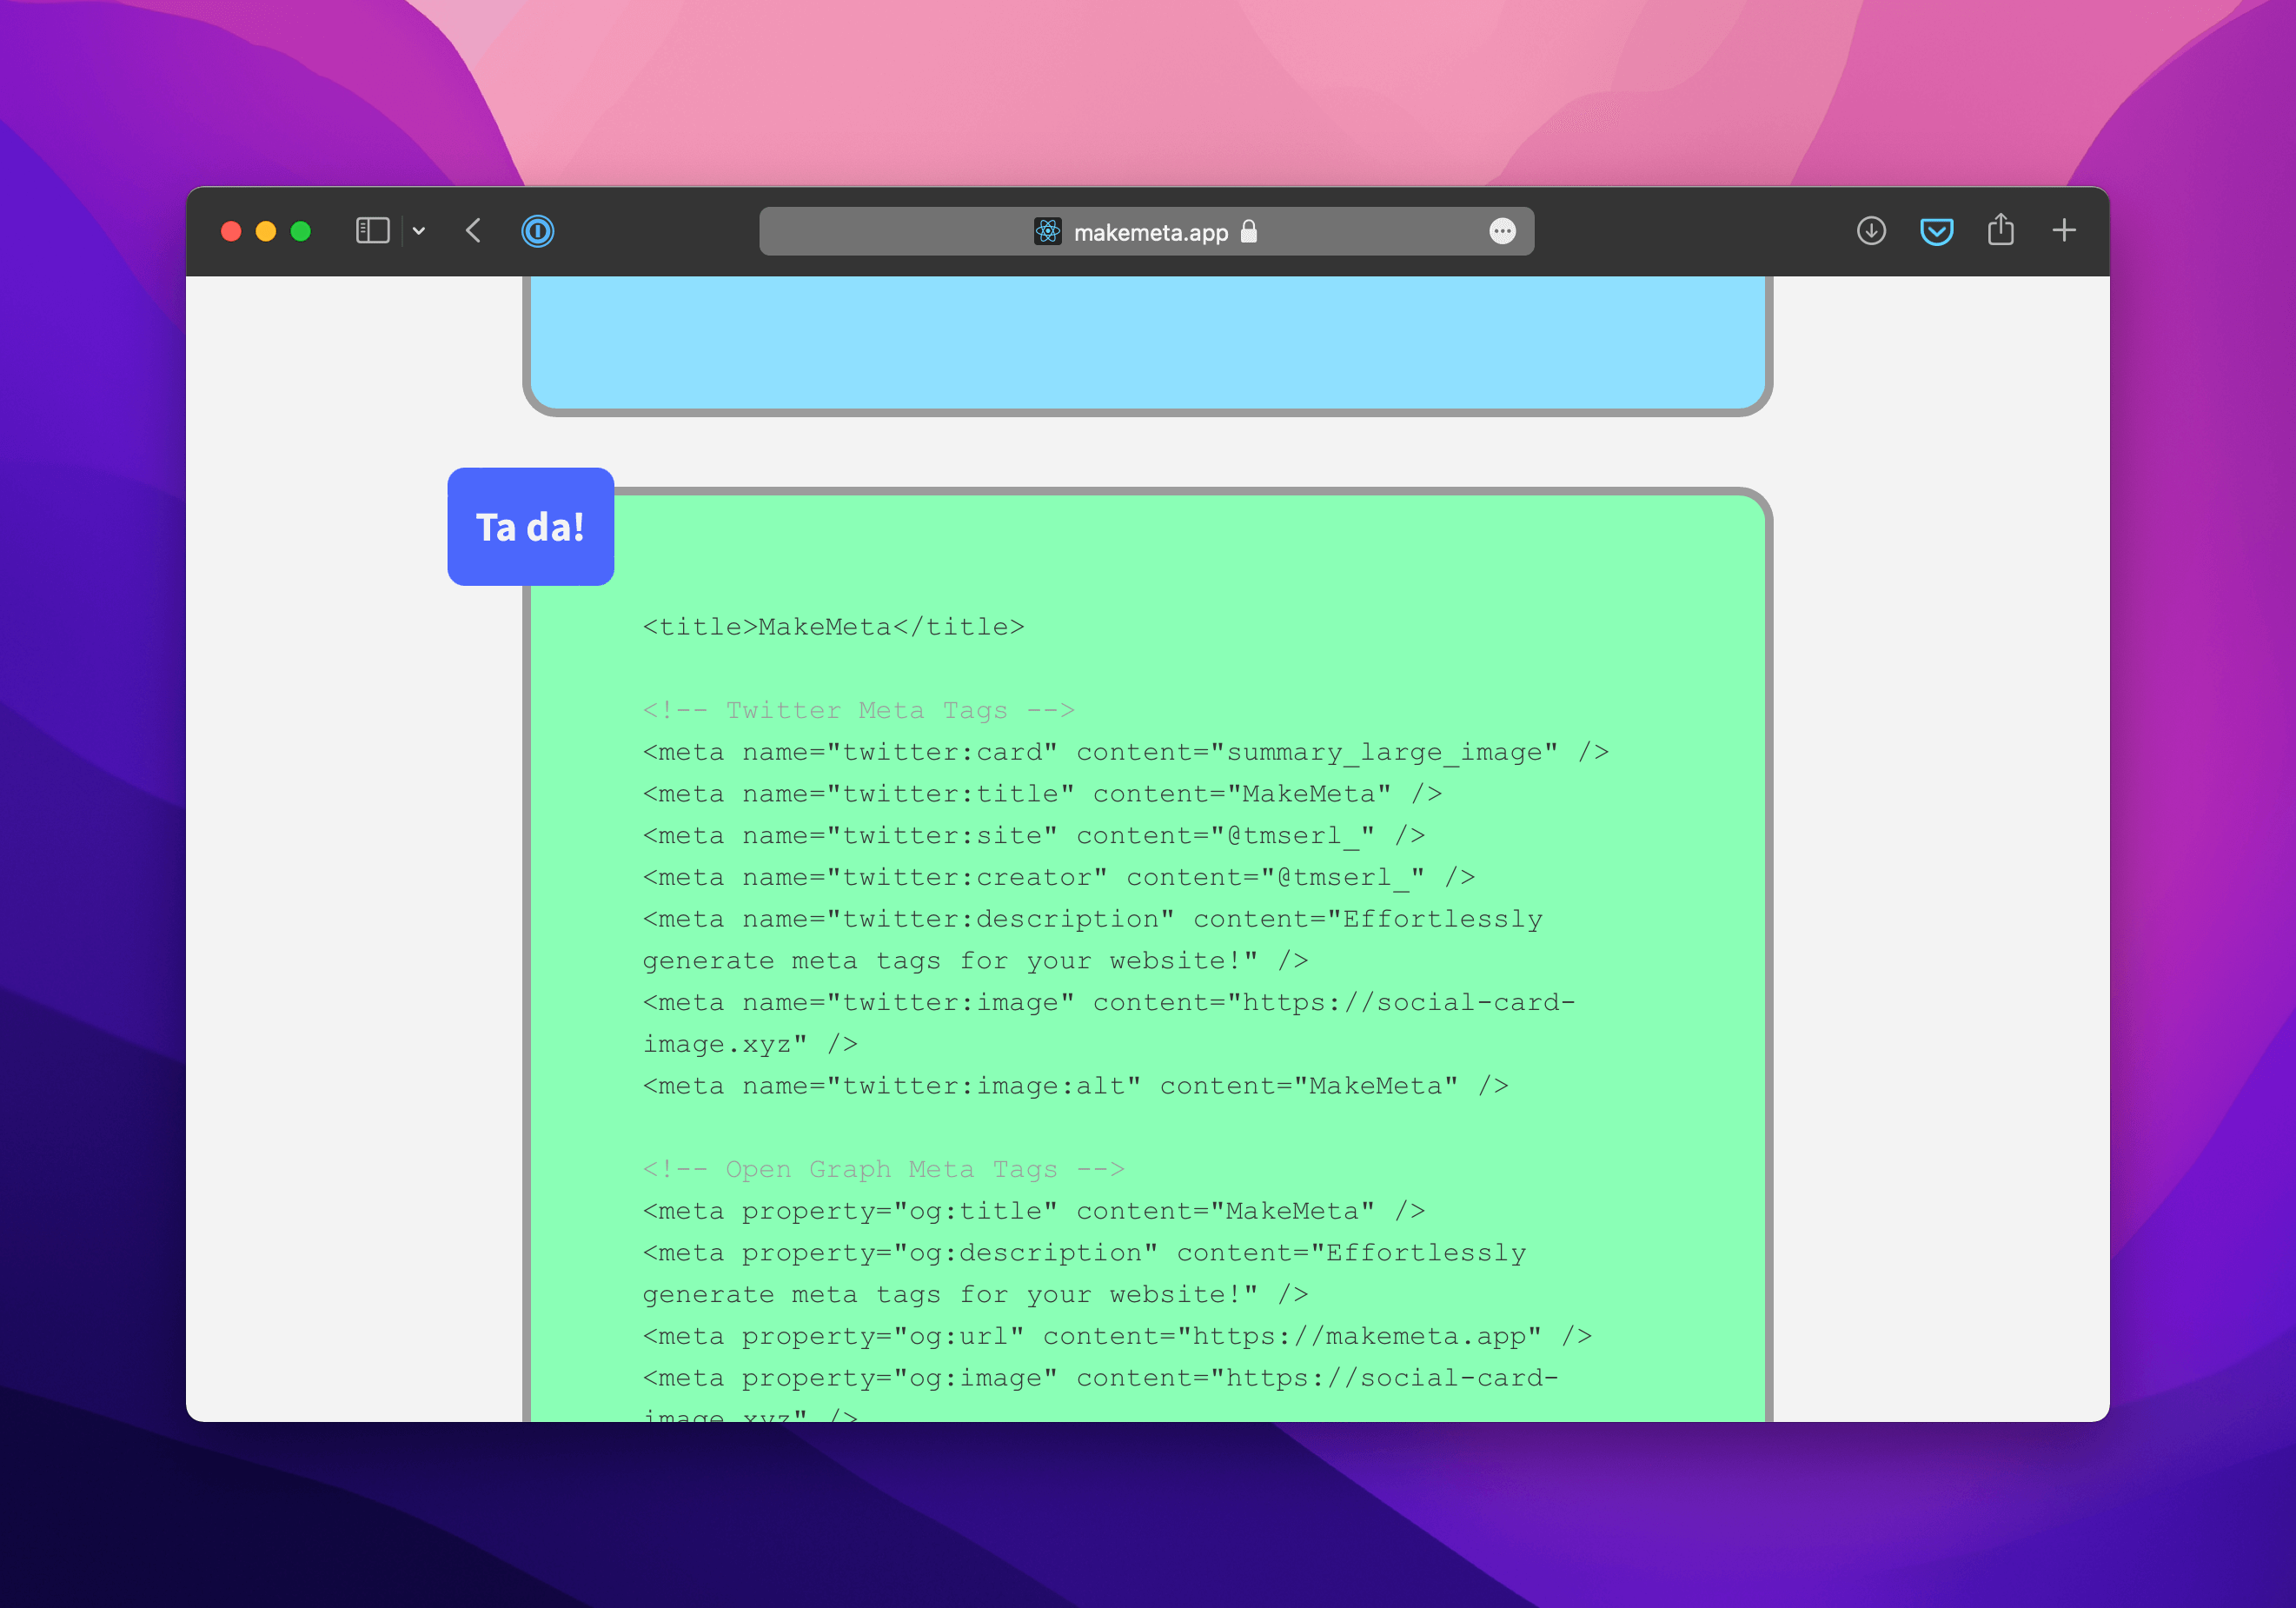 makemeta.app
Ta da!
<title>MakeMeta</title>
<!-- Twitter Meta Tags -->
<meta name="twitter:card" content="summary_large_image" />
<meta name="twitter:title" content="MakeMeta" />
<meta name="twitter:site" content="@tmserl_" />
<meta name="twitter:creator" content="@tmserl_" />
<meta name="twitter:description" content="Effortlessly
generate meta tags for your website!" />
<meta name="twitter:image" content="https://social-card-
image.xyz" />
<meta name="twitter:image:alt" content="MakeMeta" />
<!-- Open Graph Meta Tags -->
<meta property="og:title" content="MakeMeta" />
<meta property="og:description" content="Effortlessly
generate meta tags for your website!" />
<meta property="og:url" content="https://makemeta.app" />
<meta property="og:image" content="https://social-card-
image.xyz" />